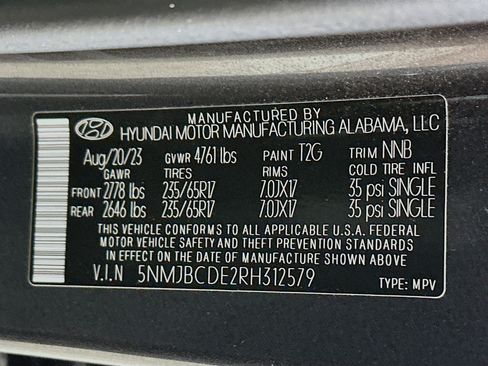 MANUFACTURED BY
HYUNDAI MOTOR MANUFACTURING ALABAMA, LLC
Aug/20/23 GVWR 4761 lbs PAINT T2G TRIM NNB
GAWR TIRES RIMS COLD TIRE INFL
FRONT 2778 lbs 235/65R17 7.0JX17 35 psi SINGLE
REAR 2646 lbs 235/65R17 7.0JX17 35 psi SINGLE
THIS VEHICLE CONFORMS TO ALL APPLICABLE U.S.A. FEDERAL
MOTOR VEHICLE SAFETY AND THEFT PREVENTION STANDARDS
IN EFFECT ON THE DATE OF MANUFACTURE SHOWN ABOVE.
V.I.N 5NMJBCDE2RH312579 TYPE: MPV